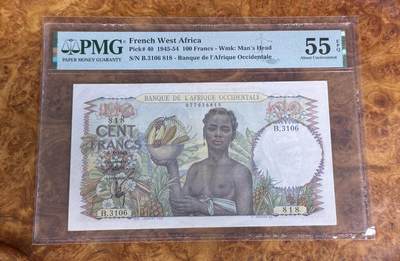 PMG
PAPER MONEY GUARANTY
French West Africa
Pick# 40 1945-54 100 Francs - Wmk: Man's Head
S/N B.3106 818 - Banque de l'Afrique Occidentale
55 EPQ
About Uncirculated
BANQUE DE L'AFRIQUE OCCIDENTALE
818
B.3106
CENT
FRANCS
B.3106
818